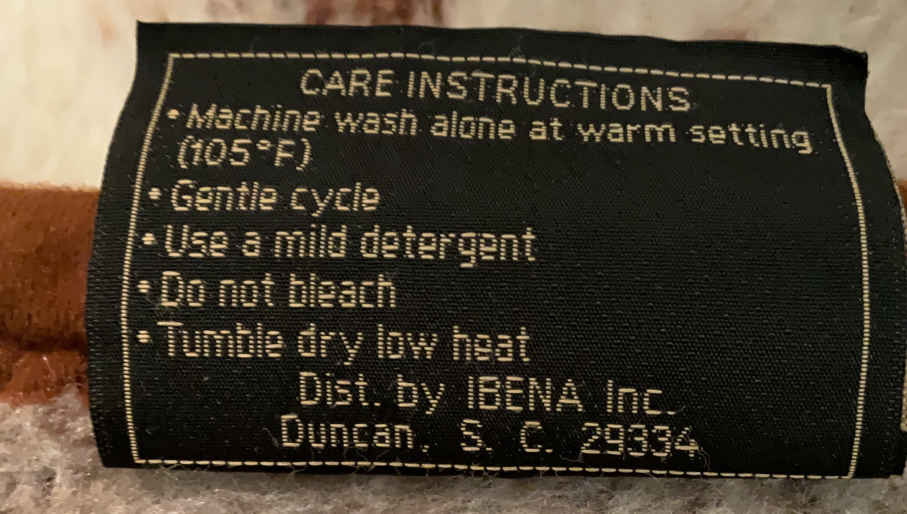 CARE INSTRUCTIONS
• Machine wash alone at warm setting
(105°F)
• Gentle cycle
• Use a mild detergent
• Do not bleach
• Tumble dry low heat
Dist. by IBENA Inc.
Duncan, S. C. 29334